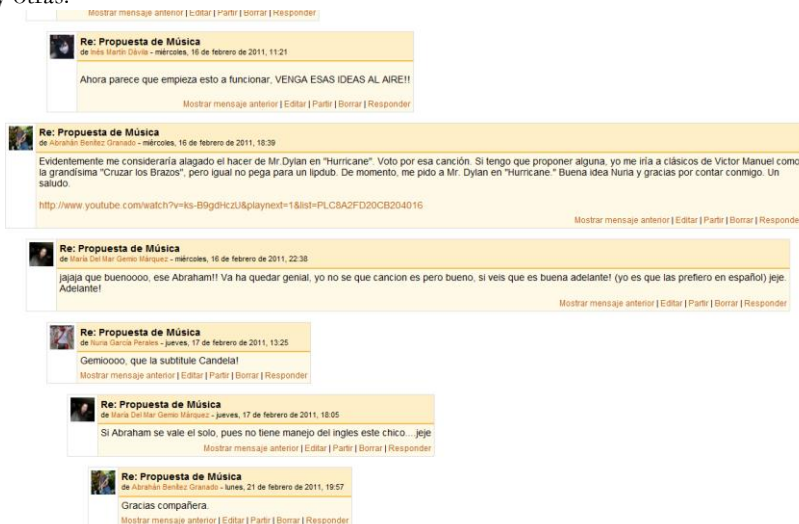 y otras.
Mostrar mensaje anterior | Editar | Partir | Borrar | Responder
Re: Propuesta de Música
de Inés Martín Dávila - miércoles, 16 de febrero de 2011, 11:21
Ahora parece que empieza esto a funcionar, VENGA ESAS IDEAS AL AIRE!!
Mostrar mensaje anterior | Editar | Partir | Borrar | Responder
Re: Propuesta de Música
de Abrahán Benítez Granado - miércoles, 16 de febrero de 2011, 18:39
Evidentemente me consideraría alagado el hacer de Mr.Dylan en "Hurricane". Voto por esa canción. Si tengo que proponer alguna, yo me iría a clásicos de Victor Manuel como
la grandísima "Cruzar los Brazos", pero igual no pega para un lipdub. De momento, me pido a Mr. Dylan en "Hurricane." Buena idea Nuria y gracias por contar conmigo. Un
saludo.
http://www.youtube.com/watch?v=ks-B9gdHczU&playnext=1&list=PLC8A2FD20CB204016
Mostrar mensaje anterior | Editar | Partir | Borrar | Responde
Re: Propuesta de Música
de María Del Mar Gemio Márquez - miércoles, 16 de febrero de 2011, 22:38
jajaja que buenoooo, ese Abraham!! Va ha quedar genial, yo no se que cancion es pero bueno, si veis que es buena adelante! (yo es que las prefiero en español) jeje.
Adelante!
Mostrar mensaje anterior | Editar | Partir | Borrar | Responder
Re: Propuesta de Música
de Nuria García Perales - jueves, 17 de febrero de 2011, 13:25
Gemioooo, que la subtitule Candela!
Mostrar mensaje anterior | Editar | Partir | Borrar | Responder
Re: Propuesta de Música
de María Del Mar Gemio Márquez - jueves, 17 de febrero de 2011, 18:05
Si Abraham se vale el solo, pues no tiene manejo del ingles este chico....jeje
Mostrar mensaje anterior | Editar | Partir | Borrar | Responder
Re: Propuesta de Música
de Abrahán Benítez Granado - lunes, 21 de febrero de 2011, 19:57
Gracias compañera.
Mostrar mensaje anterior | Editar | Partir | Borrar | Responder